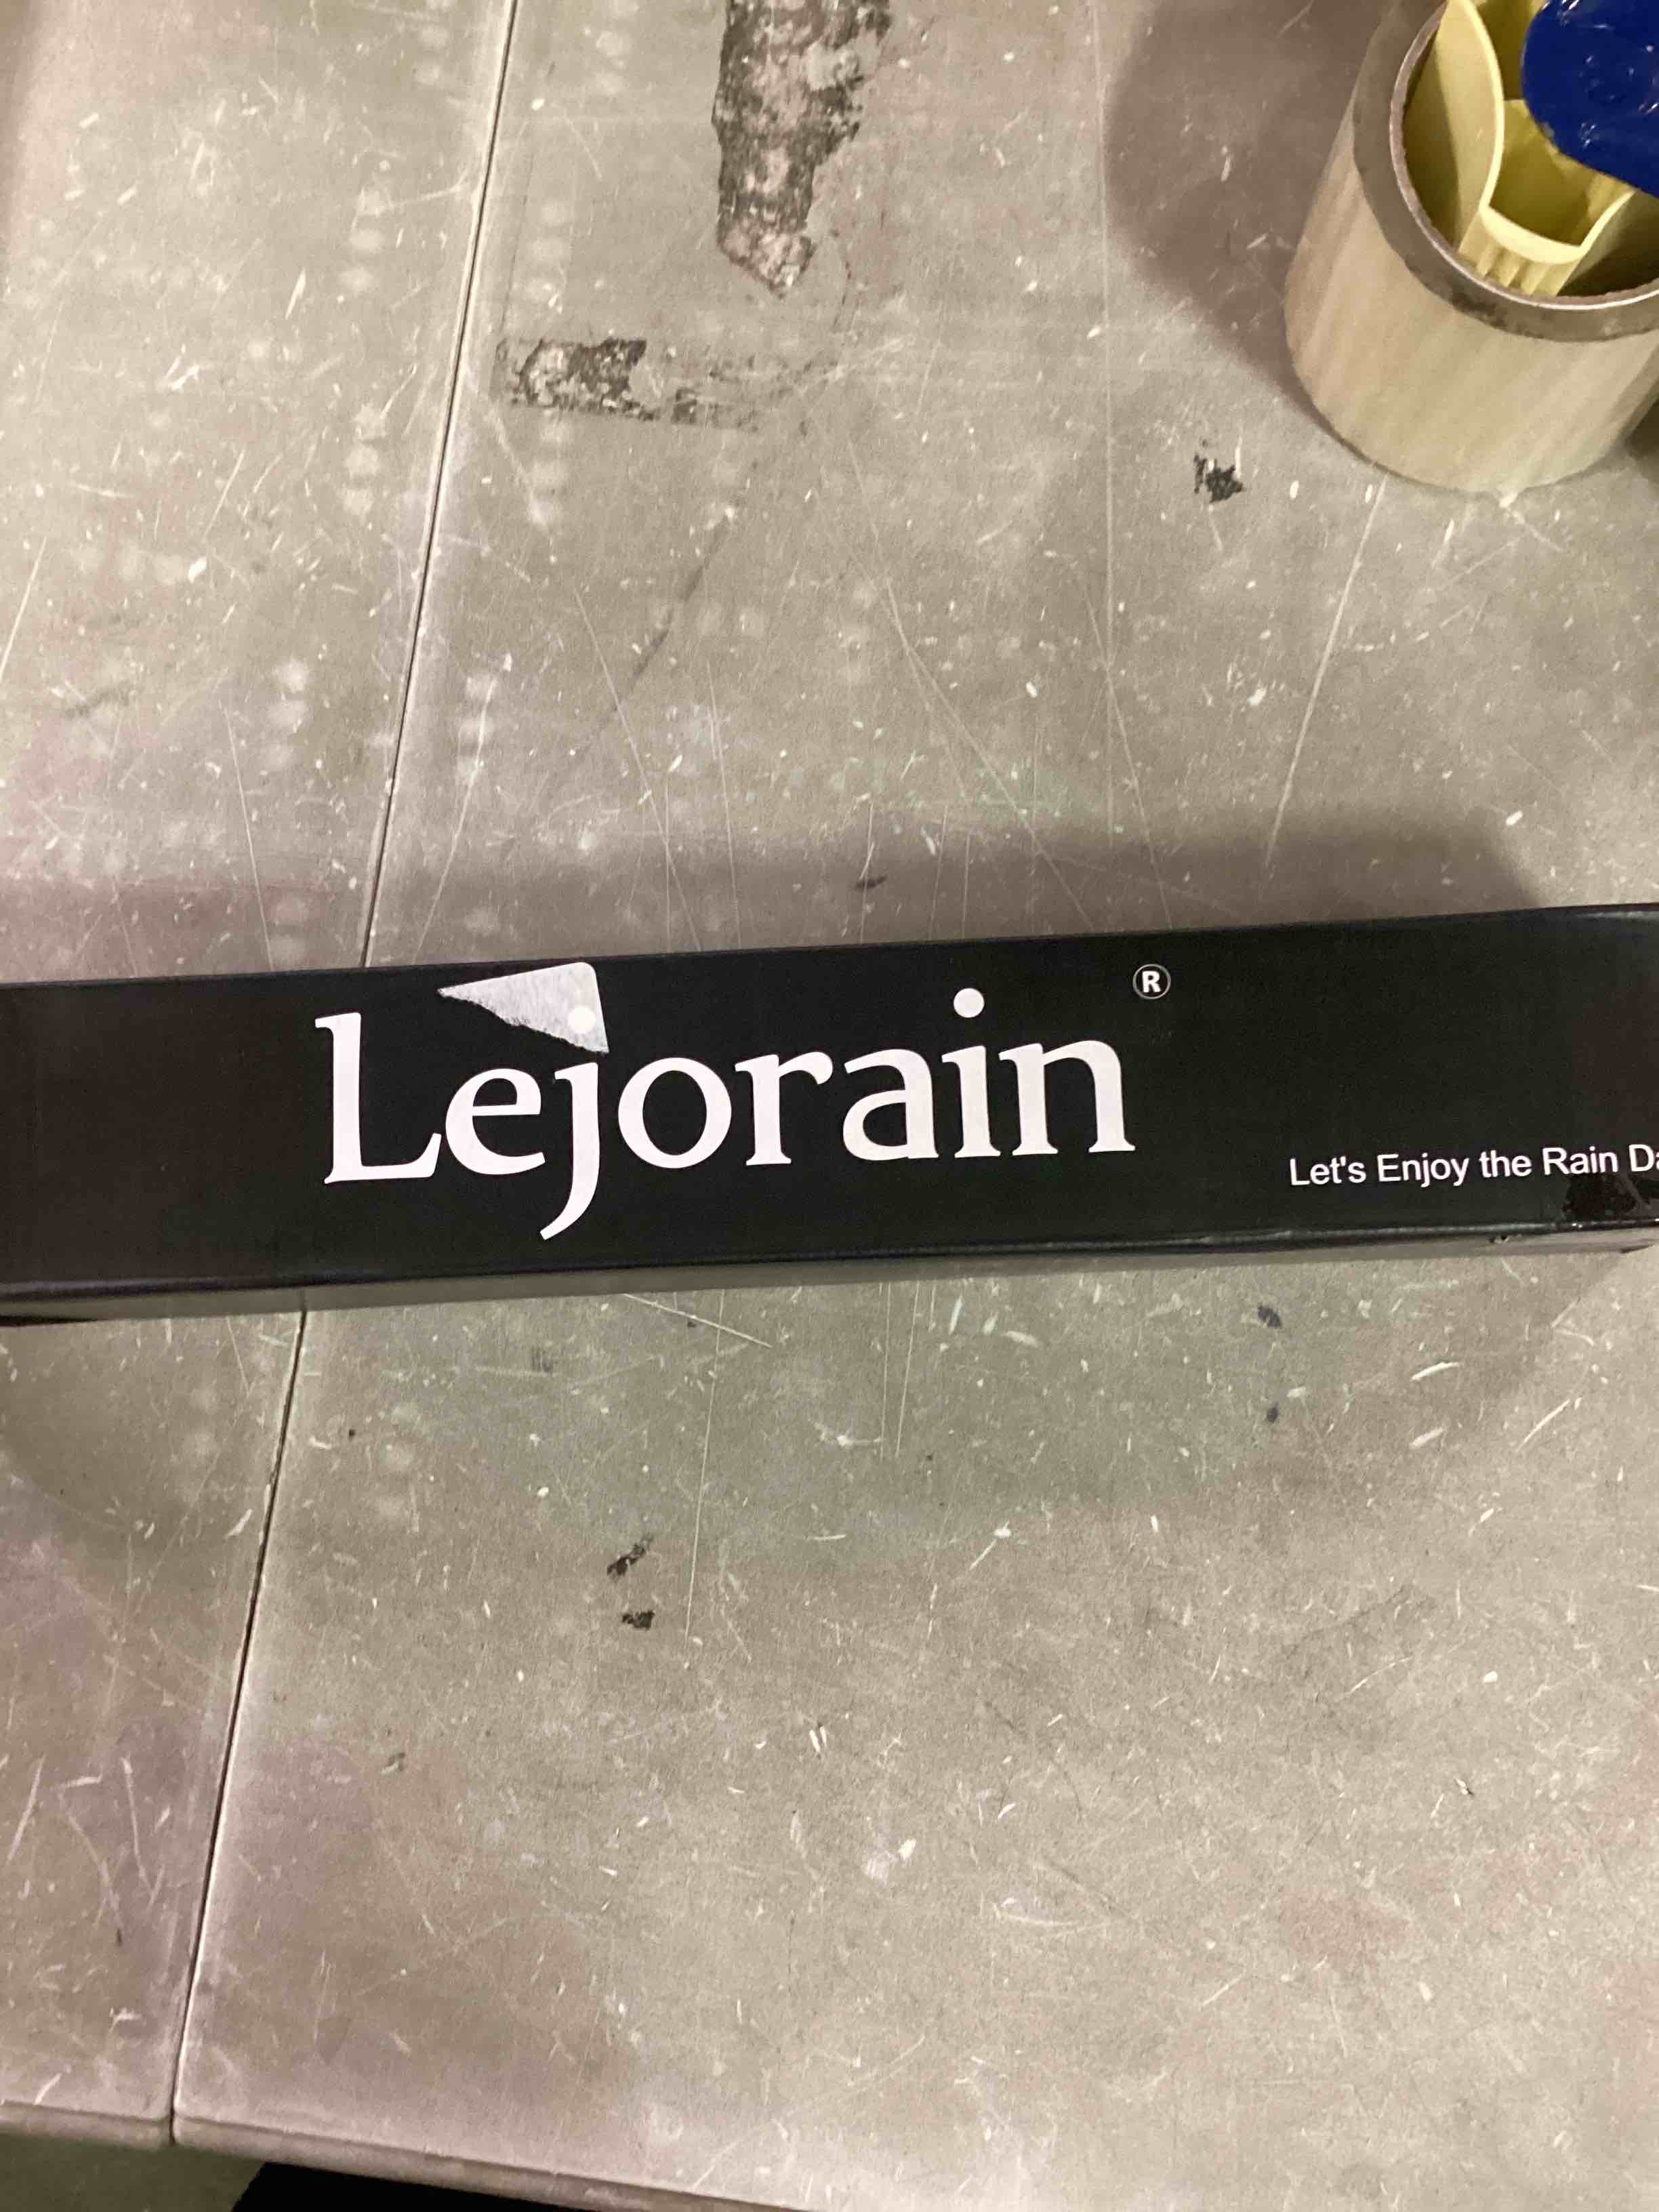 Lejorain®
Let's Enjoy the Rain